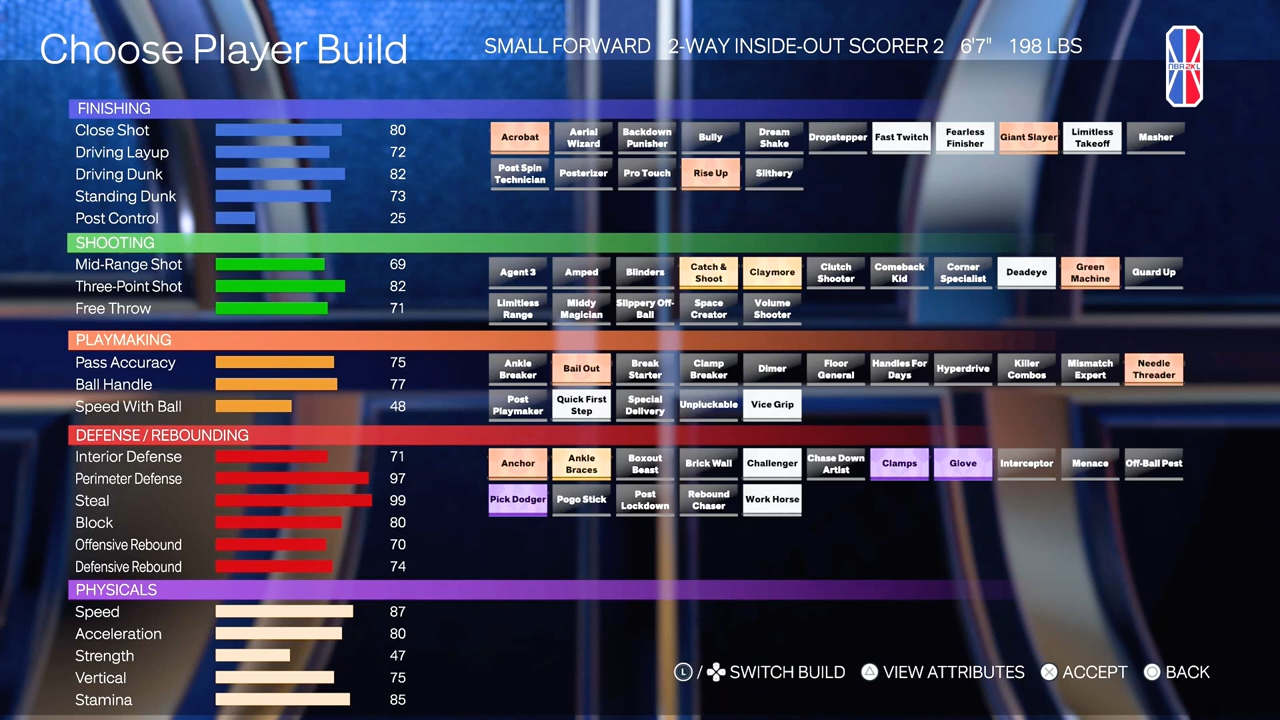 Choose Player Build
SMALL FORWARD 2-WAY INSIDE-OUT SCORER 2 6'7" 198 LBS
NBA2KL
FINISHING
Close Shot 80
Driving Layup 72
Driving Dunk 82
Standing Dunk 73
Post Control 25
Acrobat Aerial Wizard Backdown Punisher Bully Dream Shake Dropstepper Fast Twitch Fearless Finisher Giant Slayer Limitless Takeoff Masher
Post Spin Technician Posterizer Pro Touch Rise Up Slithery
SHOOTING
Mid-Range Shot 69
Three-Point Shot 82
Free Throw 71
Agent 3 Amped Blinders Catch & Shoot Claymore Clutch Shooter Comeback Kid Corner Specialist Deadeye Green Machine Guard Up
Limitless Range Middy Magician Slippery Off-Ball Space Creator Volume Shooter
PLAYMAKING
Pass Accuracy 75
Ball Handle 77
Speed With Ball 48
Ankle Breaker Bail Out Break Starter Clamp Breaker Dimer Floor General Handles For Days Hyperdrive Killer Combos Mismatch Expert Needle Threader
Post Playmaker Quick First Step Special Delivery Unpluckable Vice Grip
DEFENSE / REBOUNDING
Interior Defense 71
Perimeter Defense 97
Steal 99
Block 80
Offensive Rebound 70
Defensive Rebound 74
Anchor Ankle Braces Boxout Beast Brick Wall Challenger Chase Down Artist Clamps Glove Interceptor Menace Off-Ball Pest
Pick Dodger Pogo Stick Post Lockdown Rebound Chaser Work Horse
PHYSICALS
Speed 87
Acceleration 80
Strength 47
Vertical 75
Stamina 85
L / SWITCH BUILD VIEW ATTRIBUTES ACCEPT BACK